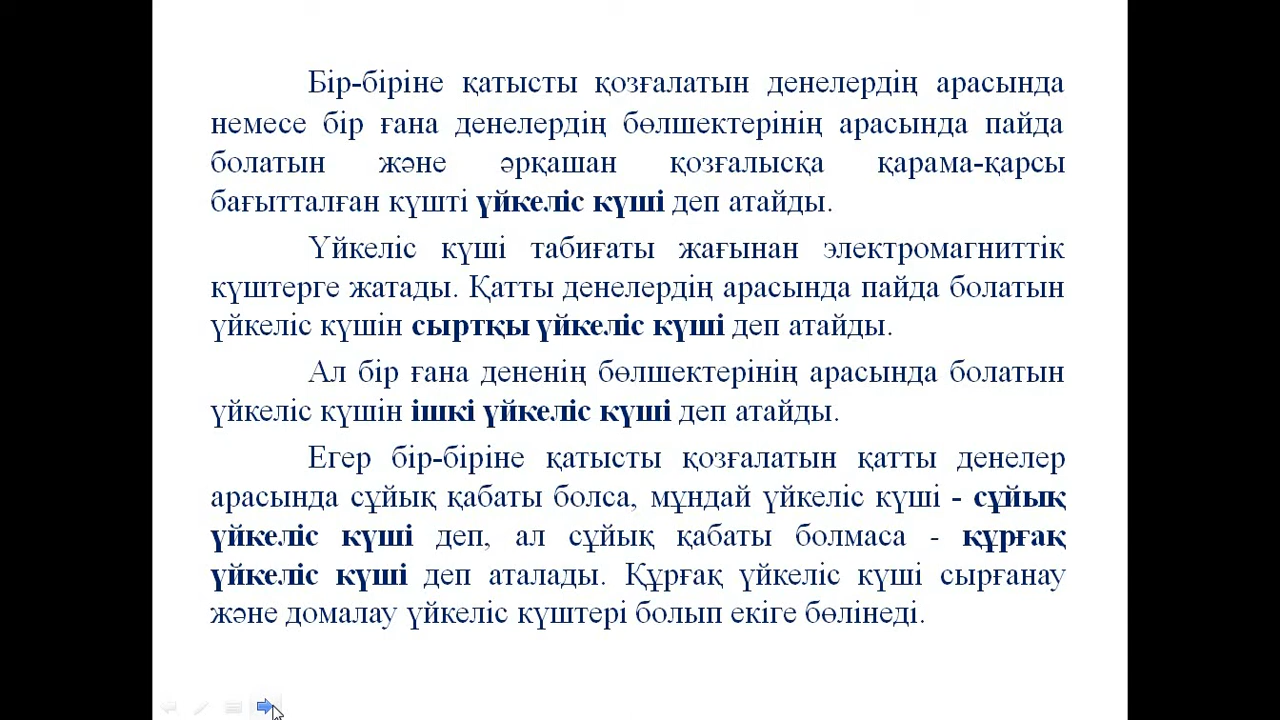 Бір-біріне қатысты қозғалатын денелердің арасында
немесе бір ғана денелердің бөлшектерінің арасында пайда
болатын және әрқашан қозғалысқа қарама-қарсы
бағытталған күшті үйкеліс күші деп атайды.
Үйкеліс күші табиғаты жағынан электромагниттік
күштерге жатады. Қатты денелердің арасында пайда болатын
үйкеліс күшін сыртқы үйкеліс күші деп атайды.
Ал бір ғана дененің бөлшектерінің арасында болатын
үйкеліс күшін ішкі үйкеліс күші деп атайды.
Егер бір-біріне қатысты қозғалатын қатты денелер
арасында сұйық қабаты болса, мұндай үйкеліс күші - сұйық
үйкеліс күші деп, ал сұйық қабаты болмаса - құрғақ
үйкеліс күші деп аталады. Құрғақ үйкеліс күші сырғанау
және домалау үйкеліс күштері болып екіге бөлінеді.